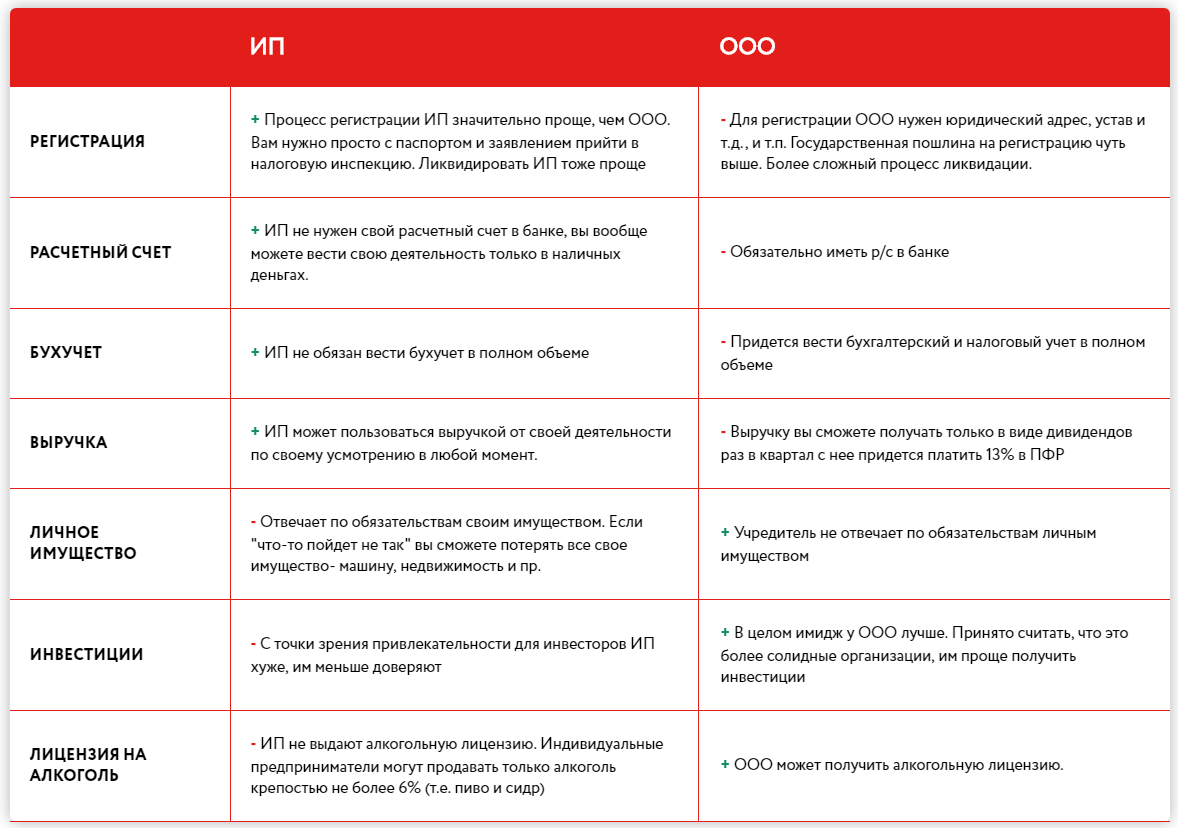 ИП
ООО
РЕГИСТРАЦИЯ
+ Процесс регистрации ИП значительно проще, чем ООО.
Вам нужно просто с паспортом и заявлением прийти в
налоговую инспекцию. Ликвидировать ИП тоже проще
- Для регистрации ООО нужен юридический адрес, устав и
т.д., и т.п. Государственная пошлина на регистрацию чуть
выше. Более сложный процесс ликвидации.
РАСЧЕТНЫЙ СЧЕТ
+ ИП не нужен свой расчетный счет в банке, вы вообще
можете вести свою деятельность только в наличных
деньгах.
- Обязательно иметь р/с в банке
БУХУЧЕТ
+ ИП не обязан вести бухучет в полном объеме
- Придется вести бухгалтерский и налоговый учет в полном
объеме
ВЫРУЧКА
+ ИП может пользоваться выручкой от своей деятельности
по своему усмотрению в любой момент.
- Выручку вы сможете получать только в виде дивидендов
раз в квартал с нее придется платить 13% в ПФР
ЛИЧНОЕ
ИМУЩЕСТВО
- Отвечает по обязательствам своим имуществом. Если
"что-то пойдет не так" вы сможете потерять все свое
имущество- машину, недвижимость и пр.
+ Учредитель не отвечает по обязательствам личным
имуществом
ИНВЕСТИЦИИ
- С точки зрения привлекательности для инвесторов ИП
хуже, им меньше доверяют
+ В целом имидж у ООО лучше. Принято считать, что это
более солидные организации, им проще получить
инвестиции
ЛИЦЕНЗИЯ НА
АЛКОГОЛЬ
- ИП не выдают алкогольную лицензию. Индивидуальные
предприниматели могут продавать только алкоголь
крепостью не более 6% (т.е. пиво и сидр)
+ ООО может получить алкогольную лицензию.